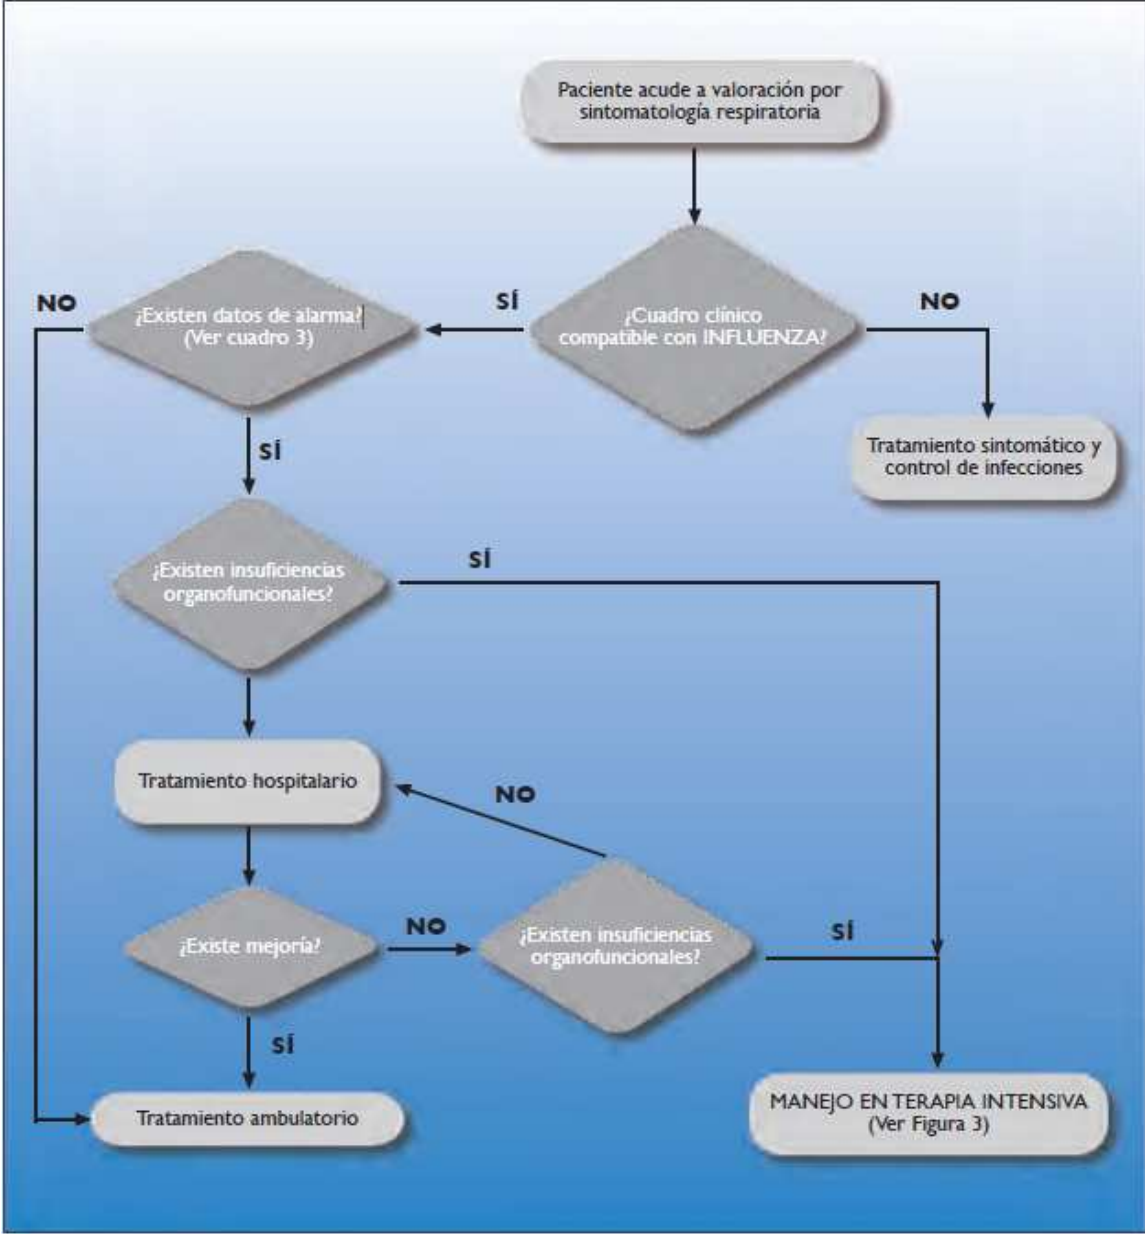 Paciente acude a valoración por
sintomatología respiratoria
NO
¿Existen datos de alarma?
(Ver cuadro 3)
SÍ
¿Cuadro clínico
compatible con INFLUENZA?
NO
SÍ
Tratamiento sintomático y
control de infecciones
¿Existen insuficiencias
organofuncionales?
SÍ
Tratamiento hospitalario
NO
¿Existe mejoría?
NO
¿Existen insuficiencias
organofuncionales?
SÍ
SÍ
Tratamiento ambulatorio
MANEJO EN TERAPIA INTENSIVA
(Ver Figura 3)